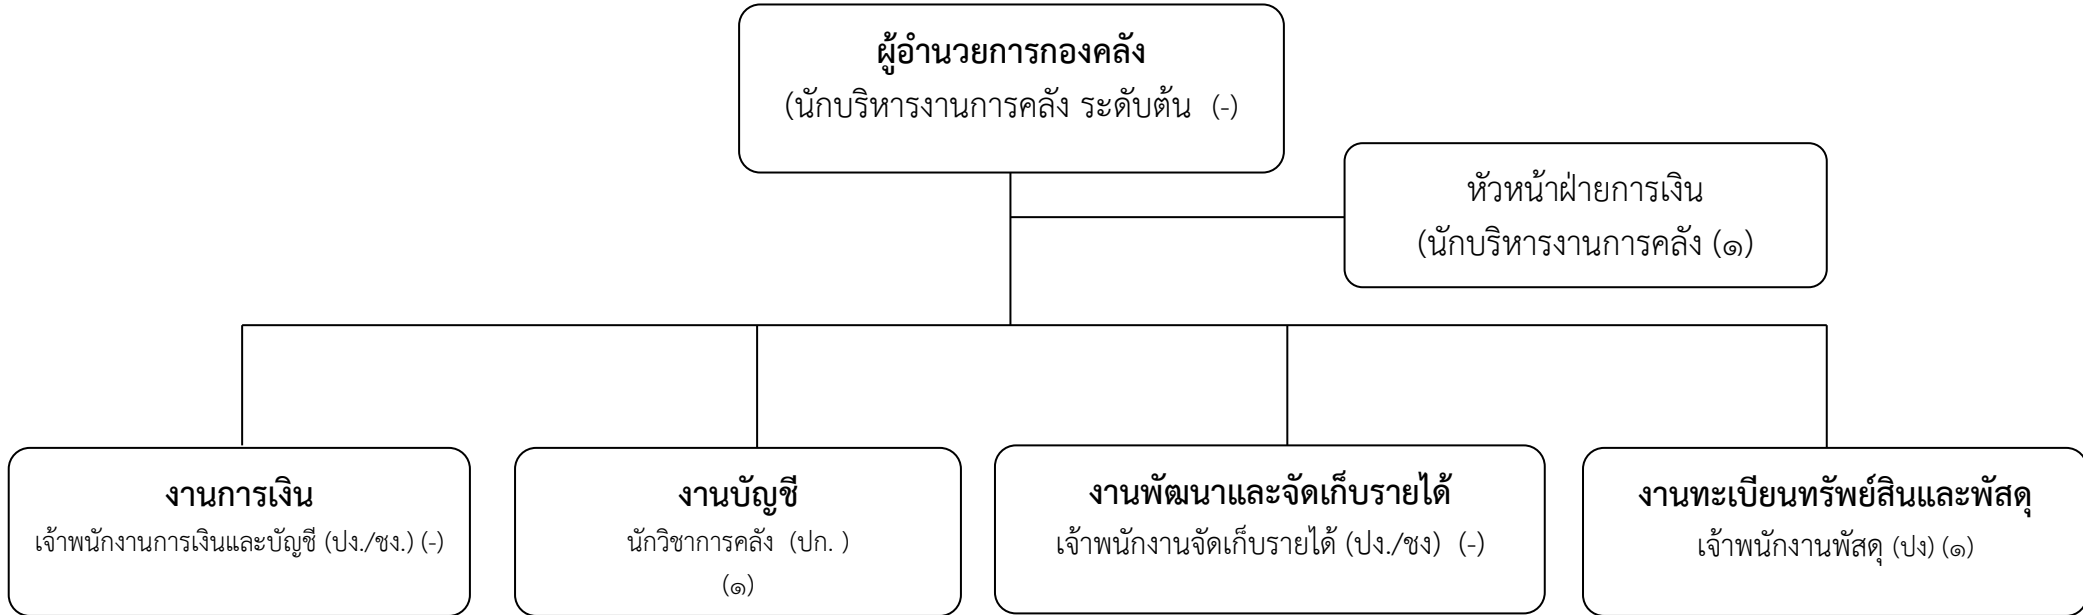 ผู้อำนวยการกองคลัง
(นักบริหารงานการคลัง ระดับต้น (-)
หัวหน้าฝ่ายการเงิน
(นักบริหารงานการคลัง (๑)
งานการเงิน
เจ้าพนักงานการเงินและบัญชี (ปง./ชง.) (-)
งานบัญชี
นักวิชาการคลัง (ปก. )
(๑)
งานพัฒนาและจัดเก็บรายได้
เจ้าพนักงานจัดเก็บรายได้ (ปง./ชง) (-)
งานทะเบียนทรัพย์สินและพัสดุ
เจ้าพนักงานพัสดุ (ปง) (๑)